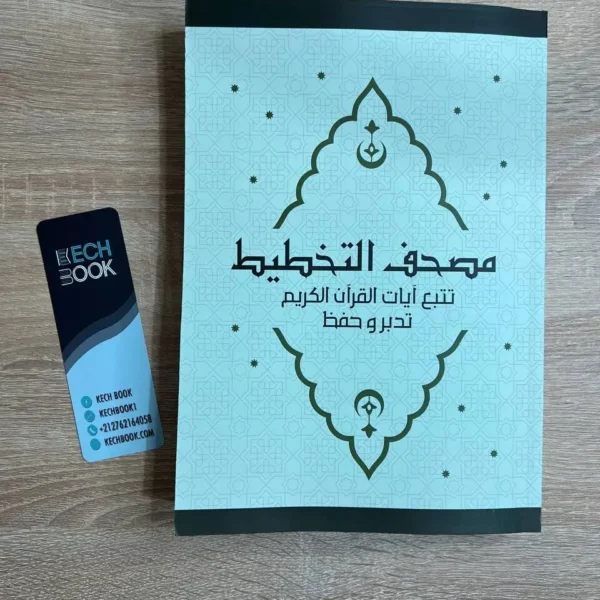 مصحف التخطيط
تتبع آيات القرآن الكريم
تدبر و حفظ
KECH
BOOK
KECH BOOK
KECHBOOK1
+212762164058
KECHBOOK.COM